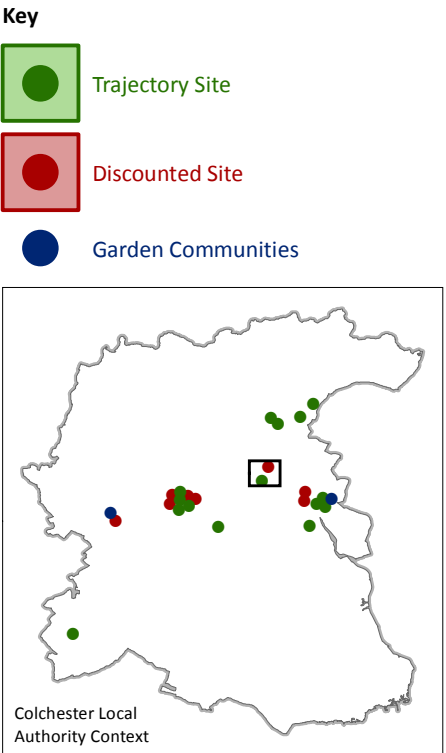 Key
Trajectory Site
Discounted Site
Garden Communities
Colchester Local
Authority Context